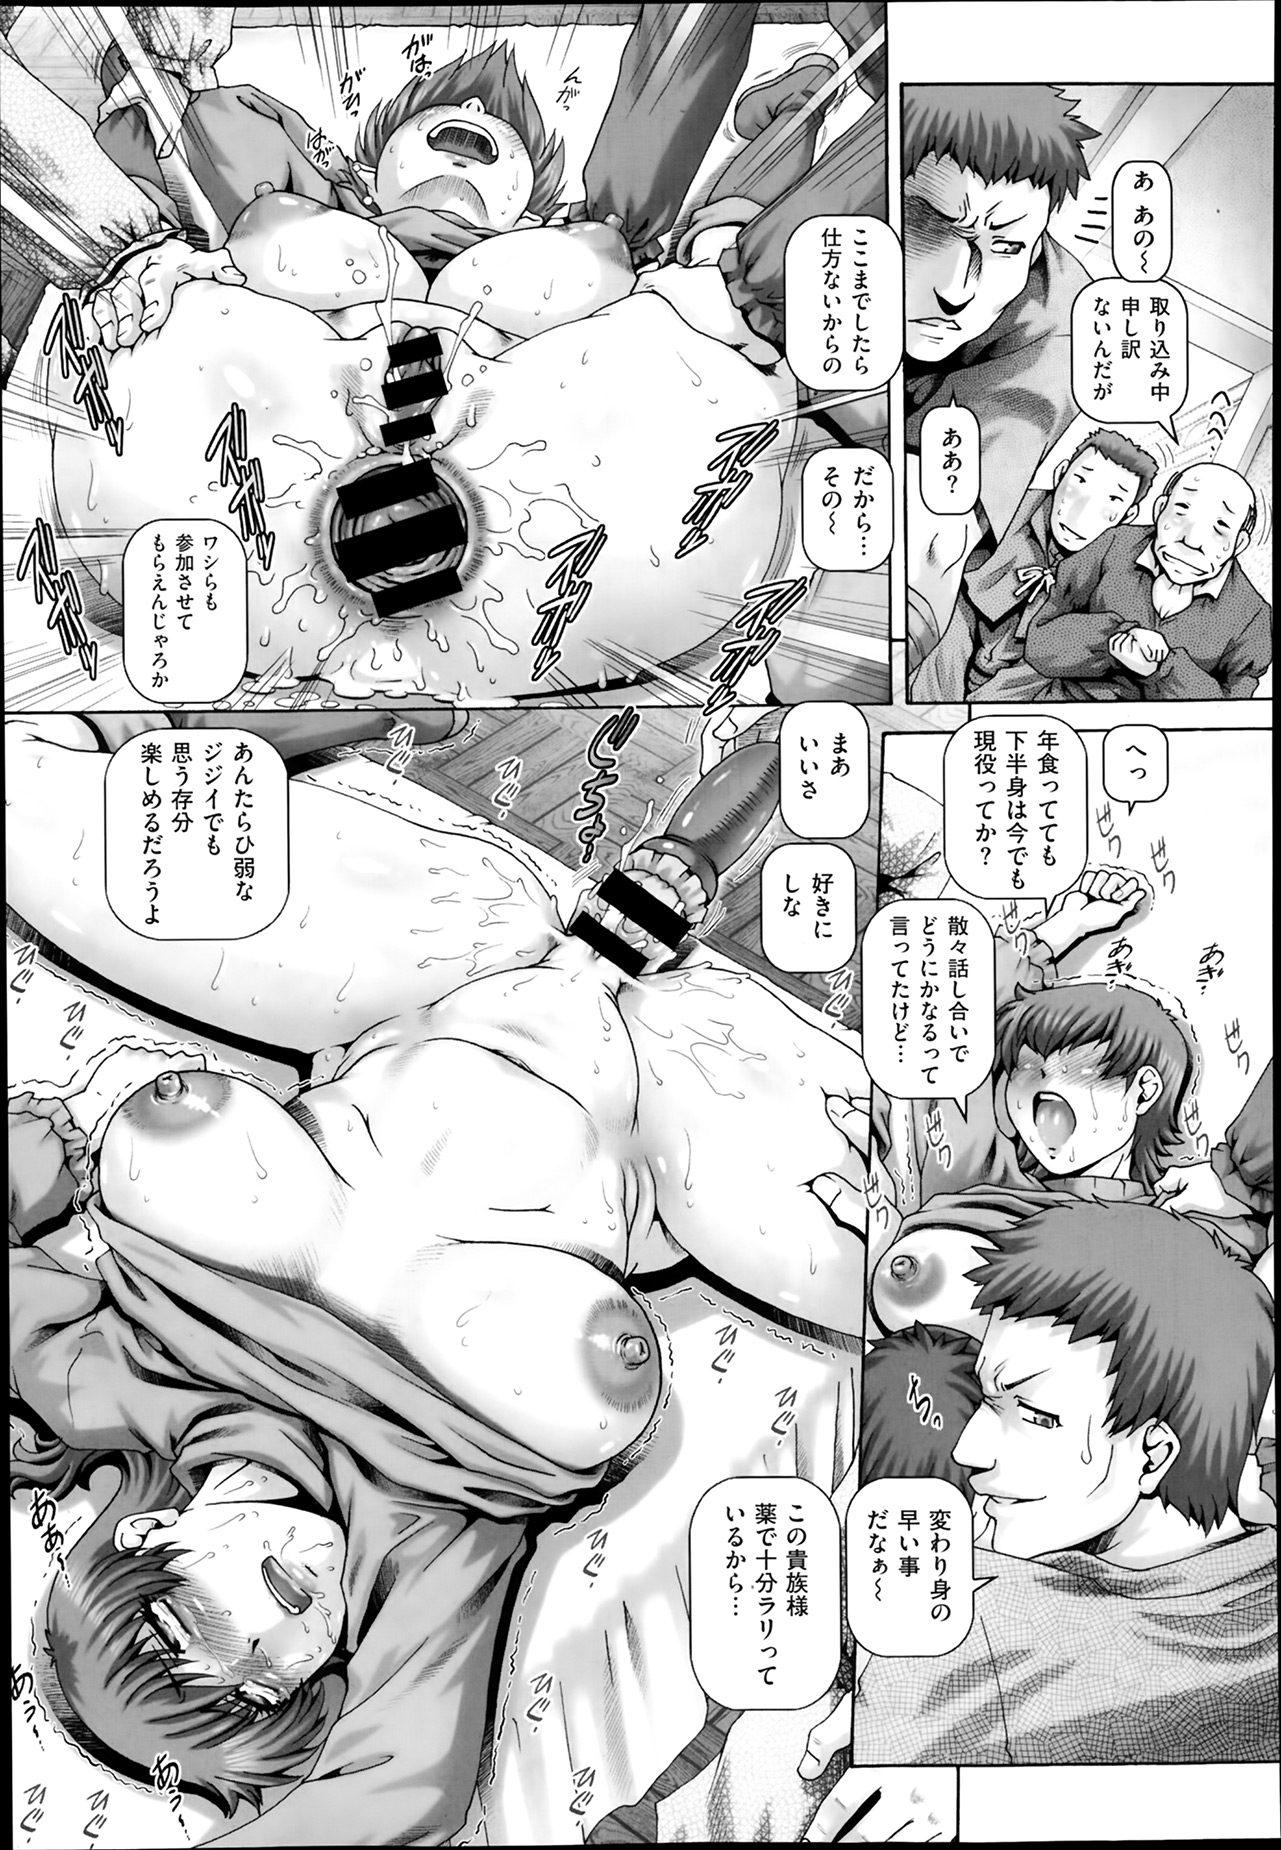 あ あの～
取り込み中
申し訳
ないんだが
ああ？
ここまでしたら
仕方ないからの
だから…
その～
ワシらも
参加させて
もらえんじゃろか
へっ
年食ってても
下半身は今でも
現役ってか？
散々話し合いで
どうにかなるって
言ってたけど…
変わり身の
早い事
だなぁ～
まあ
いいさ
好きに
しな
あんたらひ弱な
ジジイでも
思う存分
楽しめるだろうよ
この貴族様
薬で十分ラリって
いるから…